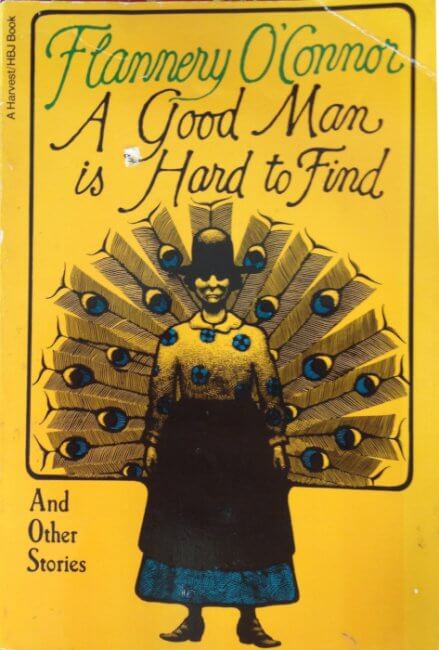 A Harvest/HBJ Book
Flannery O'Connor
A Good Man
is Hard to Find
And
Other
Stories